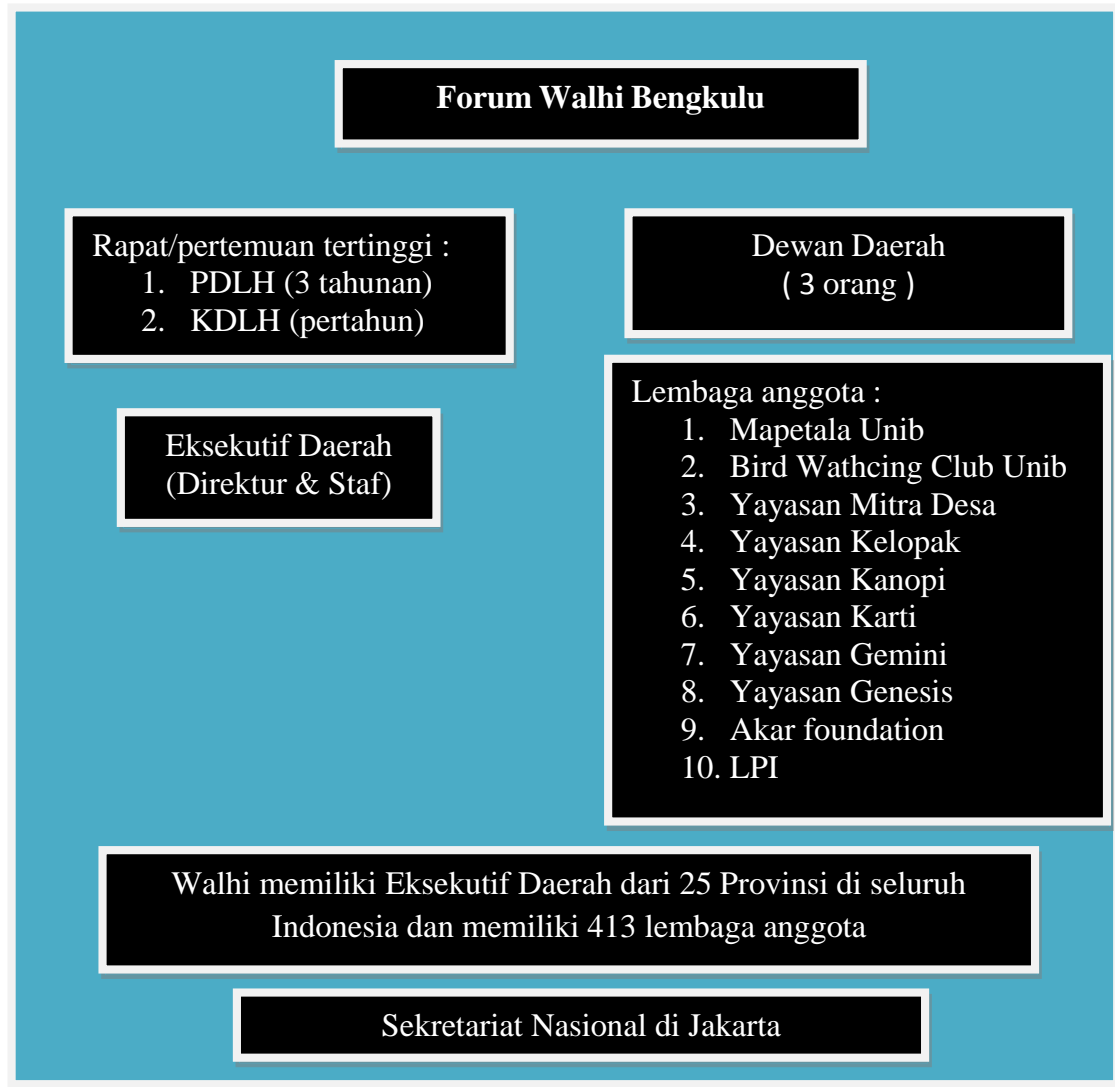 Forum Walhi Bengkulu
Rapat/pertemuan tertinggi :
1. PDLH (3 tahunan)
2. KDLH (pertahun)
Dewan Daerah
( 3 orang )
Eksekutif Daerah
(Direktur & Staf)
Lembaga anggota :
1. Mapetala Unib
2. Bird Wathcing Club Unib
3. Yayasan Mitra Desa
4. Yayasan Kelopak
5. Yayasan Kanopi
6. Yayasan Karti
7. Yayasan Gemini
8. Yayasan Genesis
9. Akar foundation
10. LPI
Walhi memiliki Eksekutif Daerah dari 25 Provinsi di seluruh
Indonesia dan memiliki 413 lembaga anggota
Sekretariat Nasional di Jakarta